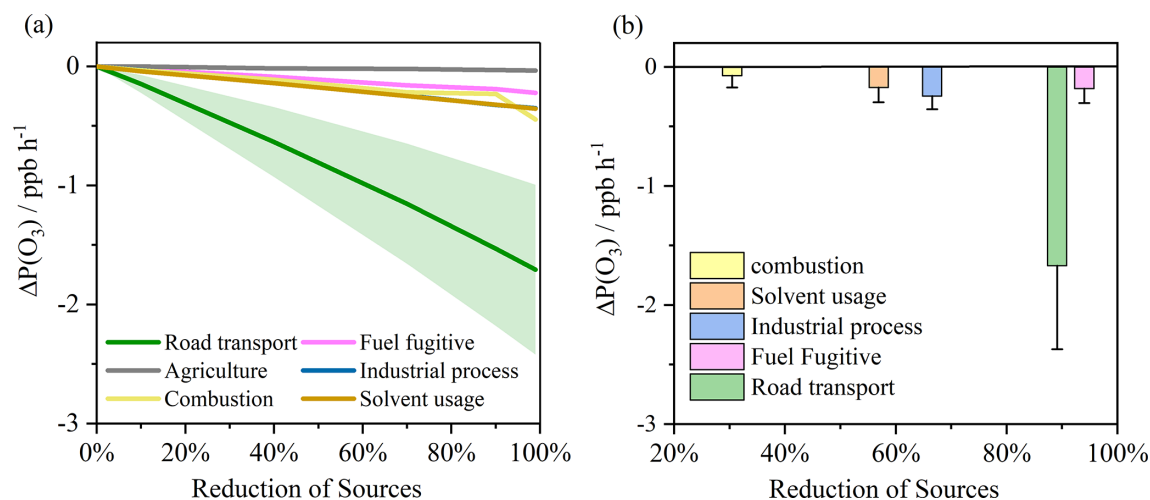 (a)
0
-1
-2
-3
ΔP(O₃) / ppb h⁻¹
Road transport
Fuel fugitive
Agriculture
Industrial process
Combustion
Solvent usage
0% 20% 40% 60% 80% 100%
Reduction of Sources
(b)
0
-1
-2
-3
ΔP(O₃) / ppb h⁻¹
combustion
Solvent usage
Industrial process
Fuel Fugitive
Road transport
20% 40% 60% 80% 100%
Reduction of Sources